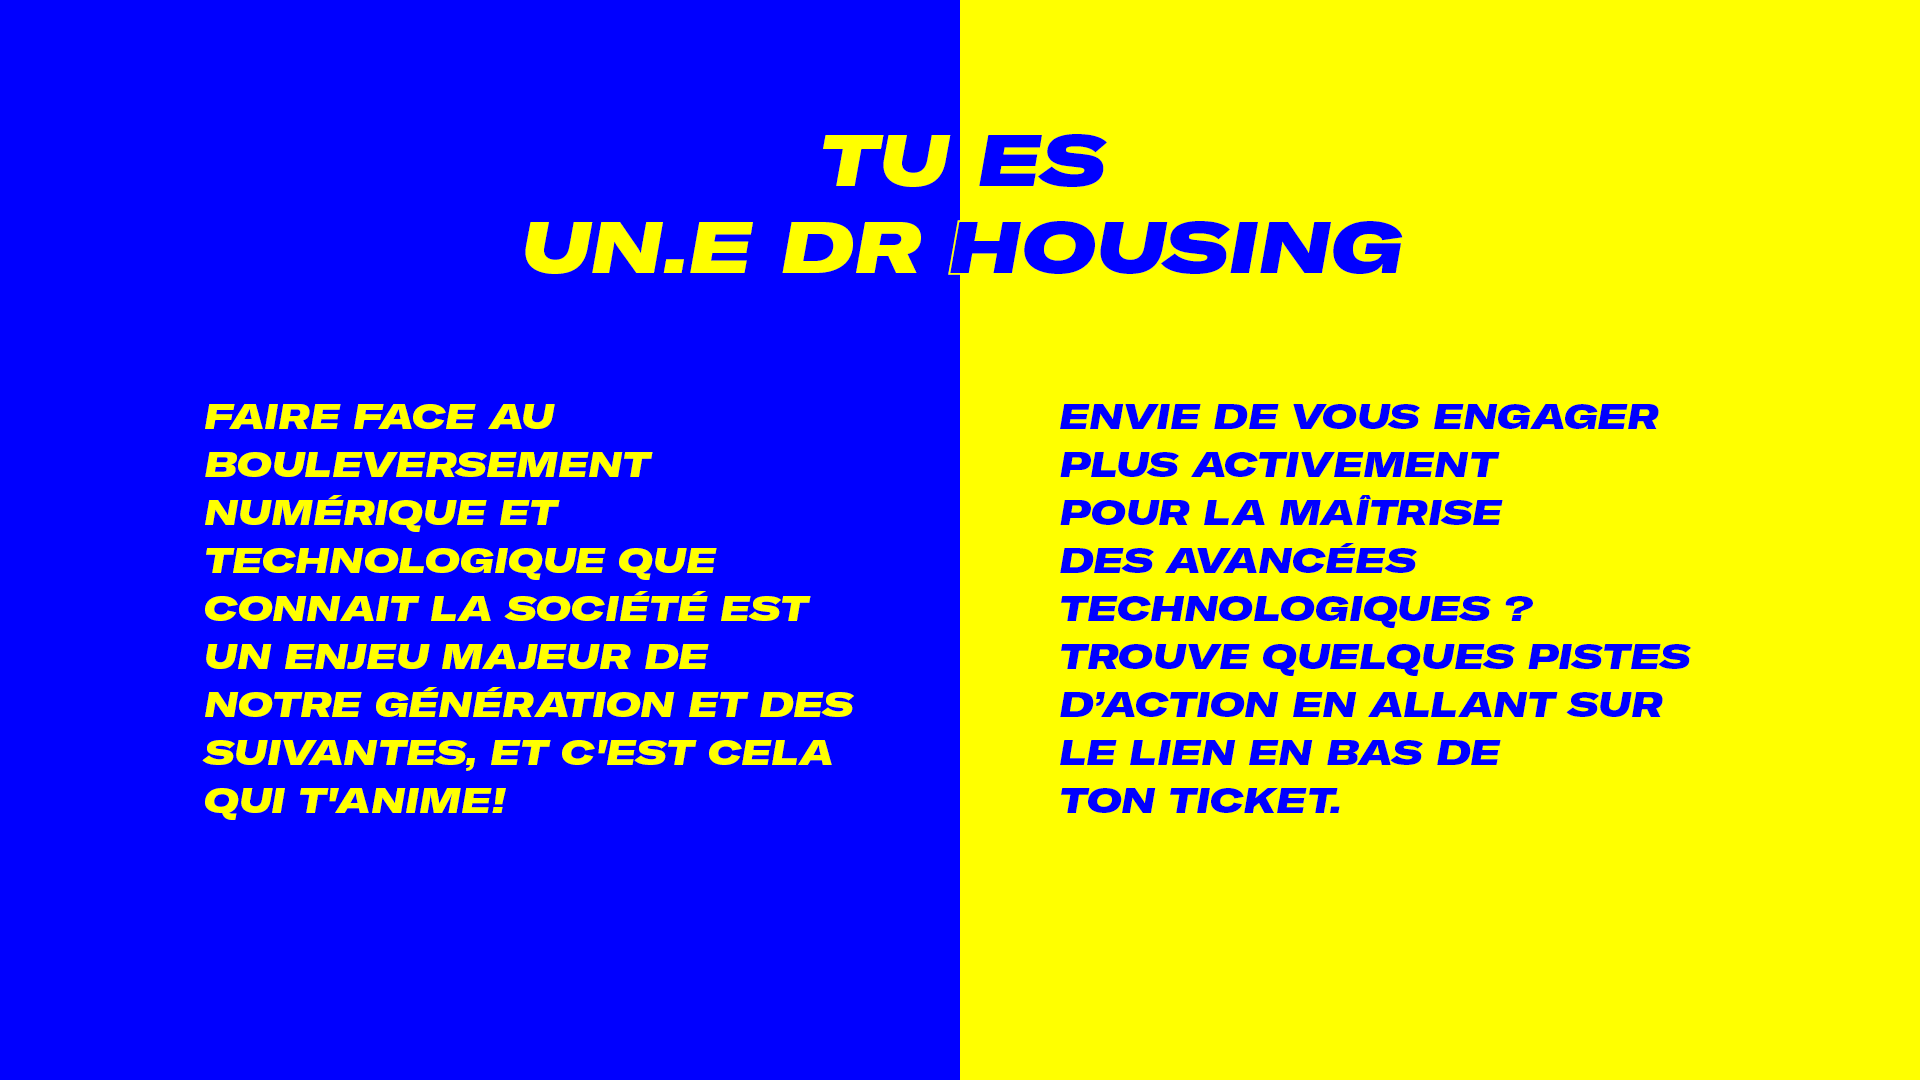 TU ES
UN.E DR HOUSING
FAIRE FACE AU
BOULEVERSEMENT
NUMÉRIQUE ET
TECHNOLOGIQUE QUE
CONNAIT LA SOCIÉTÉ EST
UN ENJEU MAJEUR DE
NOTRE GÉNÉRATION ET DES
SUIVANTES, ET C'EST CELA
QUI T'ANIME!
ENVIE DE VOUS ENGAGER
PLUS ACTIVEMENT
POUR LA MAÎTRISE
DES AVANCÉES
TECHNOLOGIQUES ?
TROUVE QUELQUES PISTES
D’ACTION EN ALLANT SUR
LE LIEN EN BAS DE
TON TICKET.